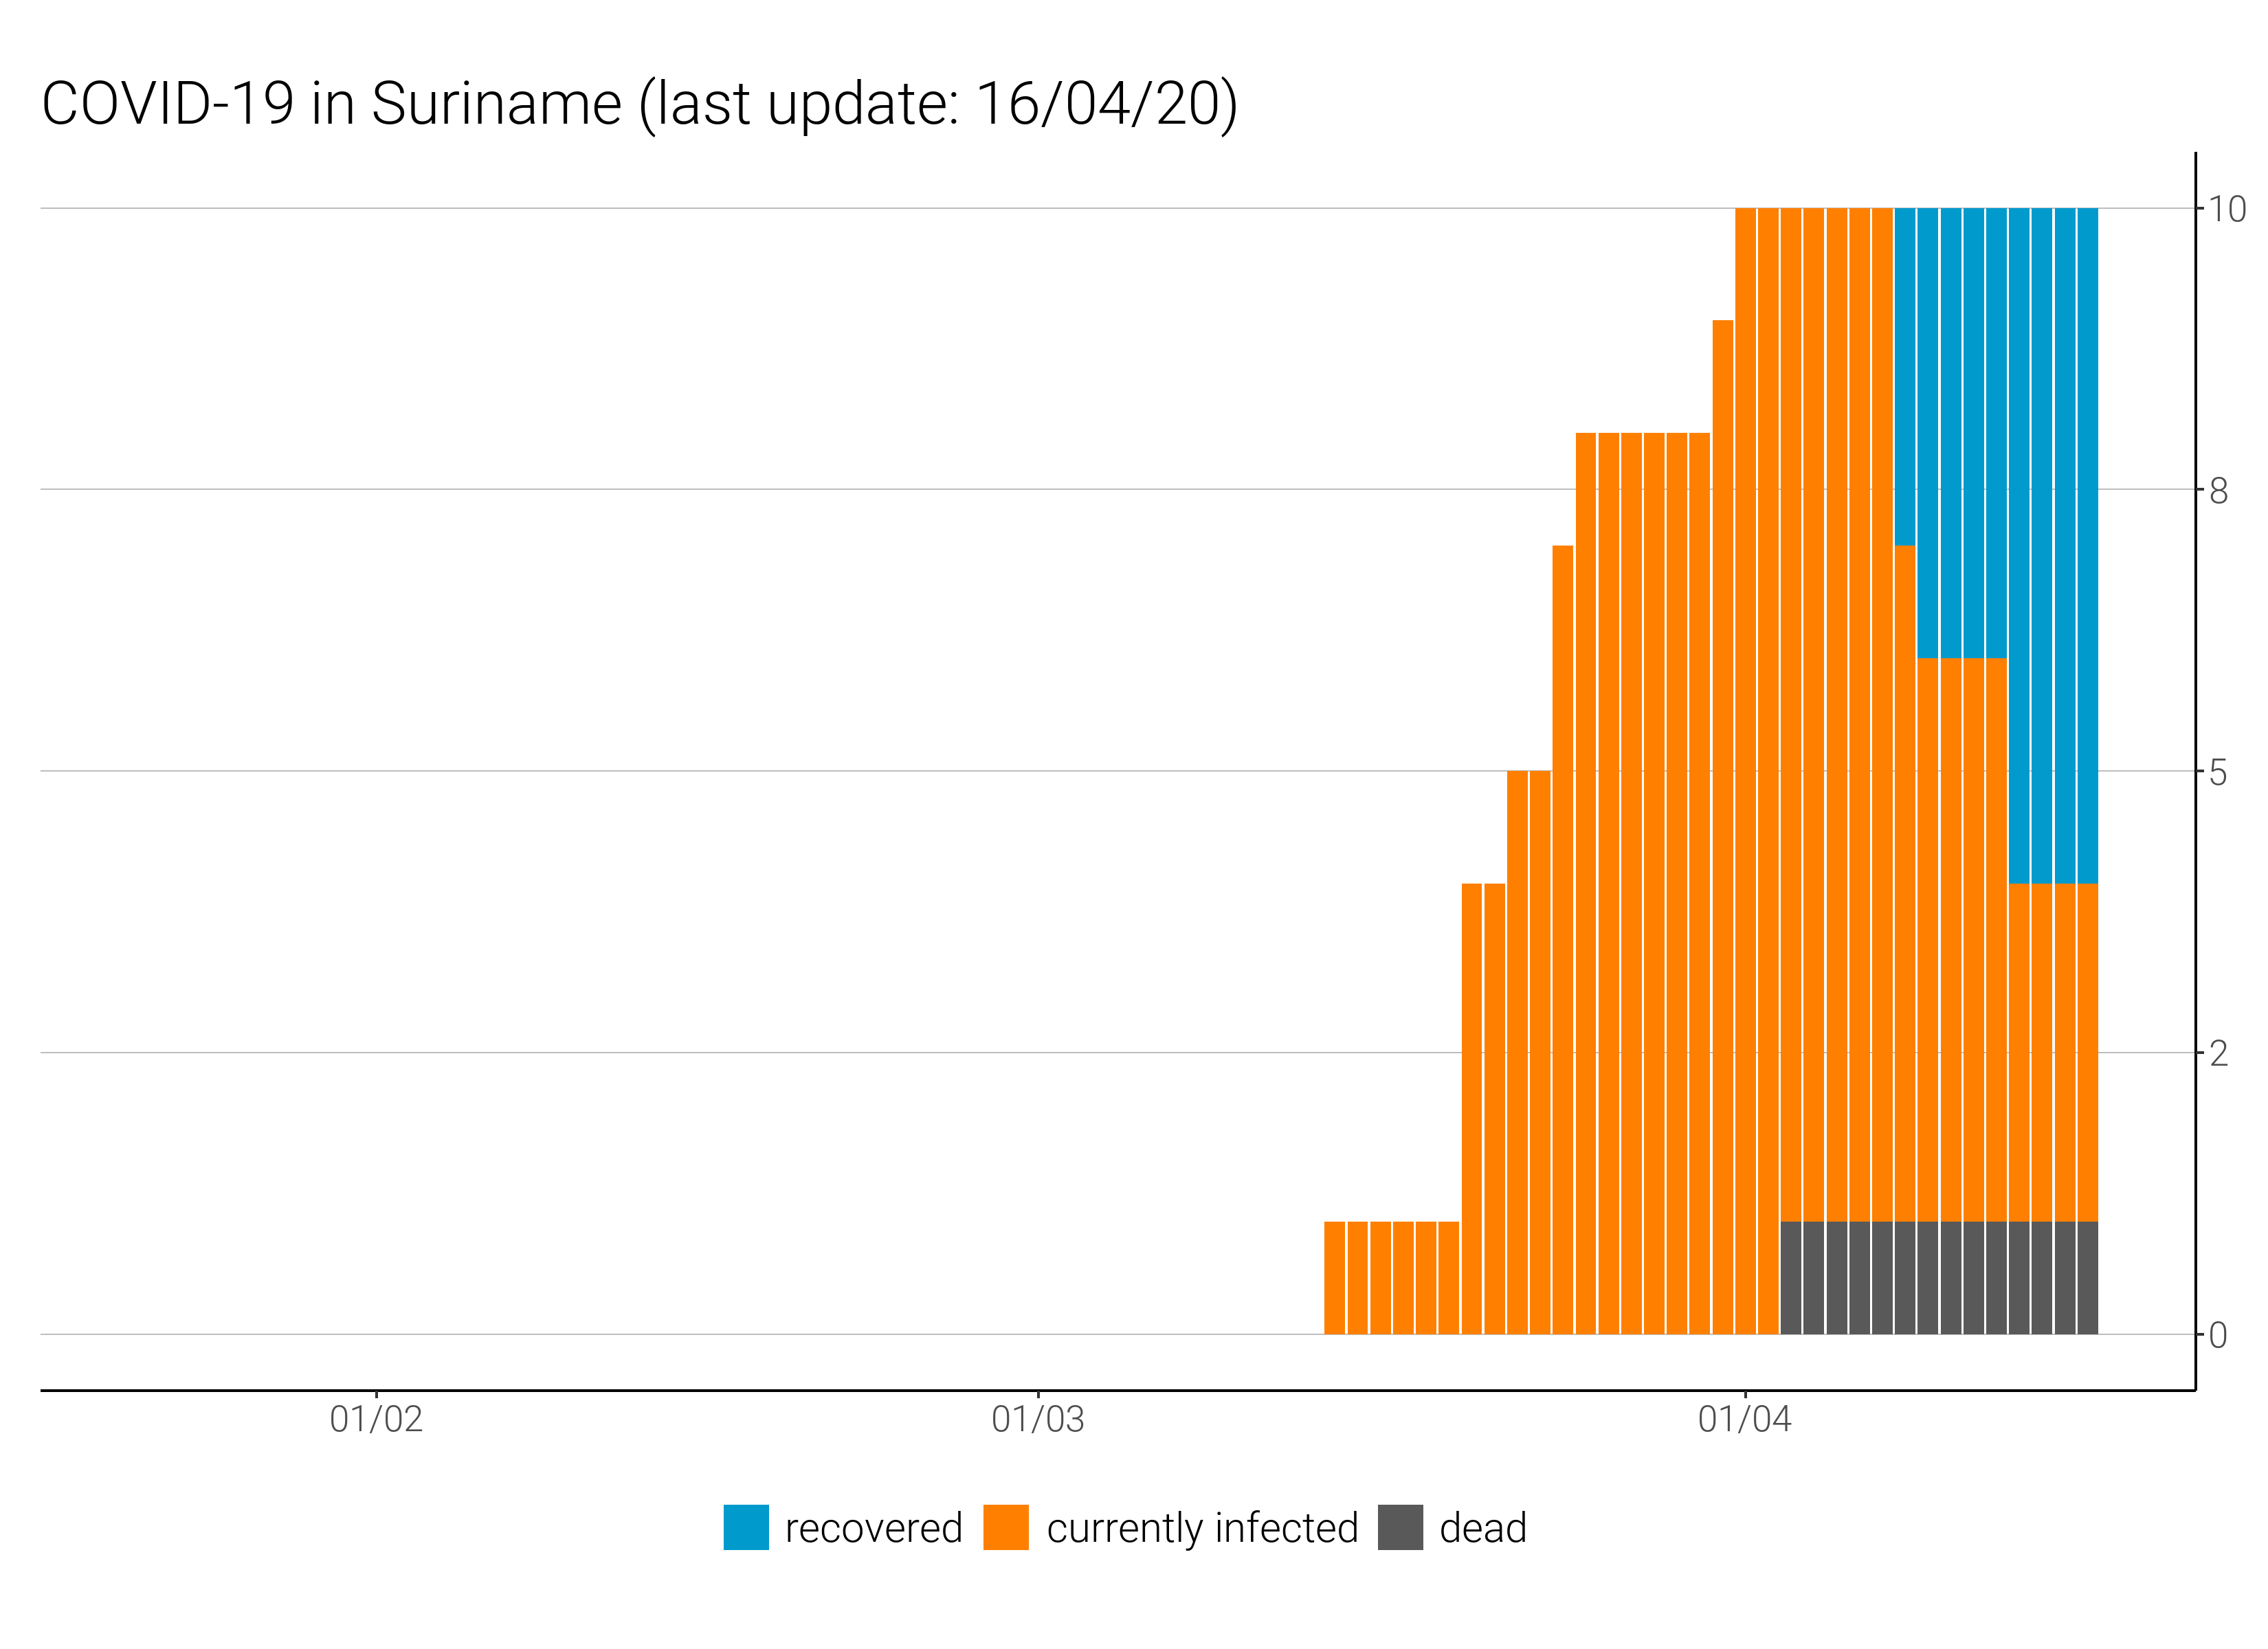 COVID-19 in Suriname (last update: 16/04/20)
10
8
5
2
0
01/02 01/03 01/04
recovered currently infected dead